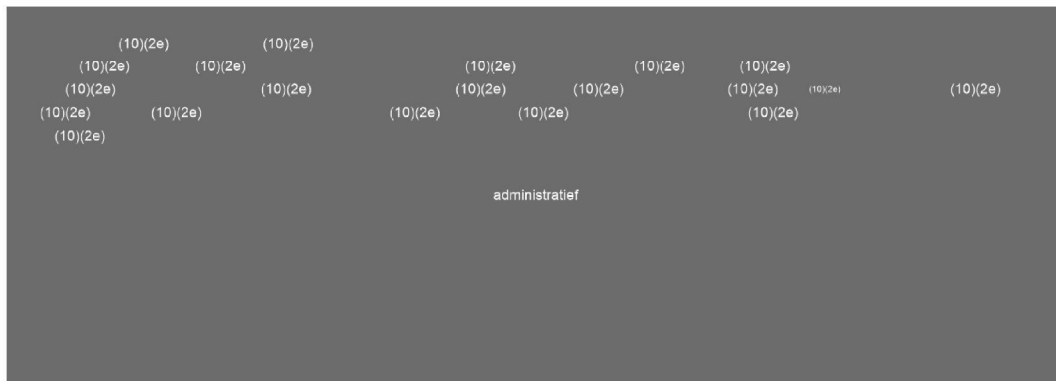 (10)(2e) (10)(2e)
(10)(2e) (10)(2e) (10)(2e) (10)(2e) (10)(2e)
(10)(2e) (10)(2e) (10)(2e) (10)(2e) (10)(2e) (10)(2e) (10)(2e)
(10)(2e) (10)(2e) (10)(2e) (10)(2e) (10)(2e)
(10)(2e)
administratief